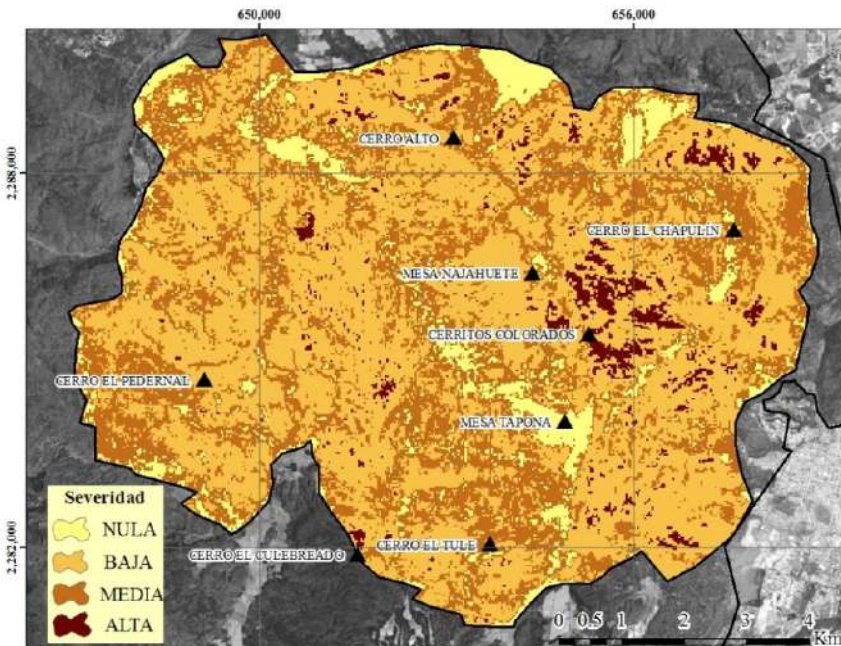 650,000
656,000
2,288,000
CERRO ALTO
CERRO EL CHAPULIN
MESA NAJAHUETE
CERRITOS COLORADOS
CERRO EL PEDERNAL
MESA TAPONA
2,282,000
CERRO EL CULEBREADO
CERRO EL TULE
Severidad
NULA
BAJA
MEDIA
ALTA
0 0.5 1 2 3 4
Km